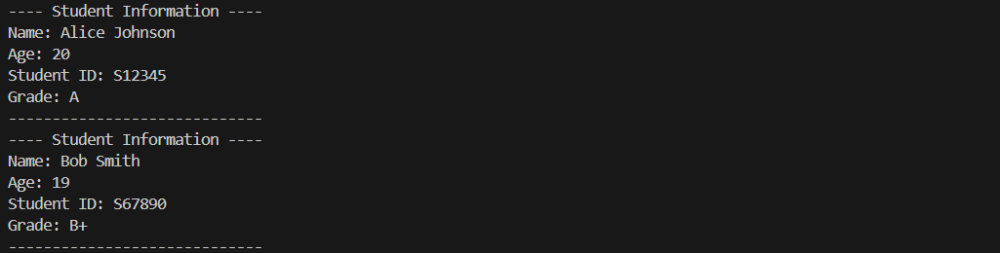 ---- Student Information ----
Name: Alice Johnson
Age: 20
Student ID: S12345
Grade: A
-----------------------------
---- Student Information ----
Name: Bob Smith
Age: 19
Student ID: S67890
Grade: B+
-----------------------------